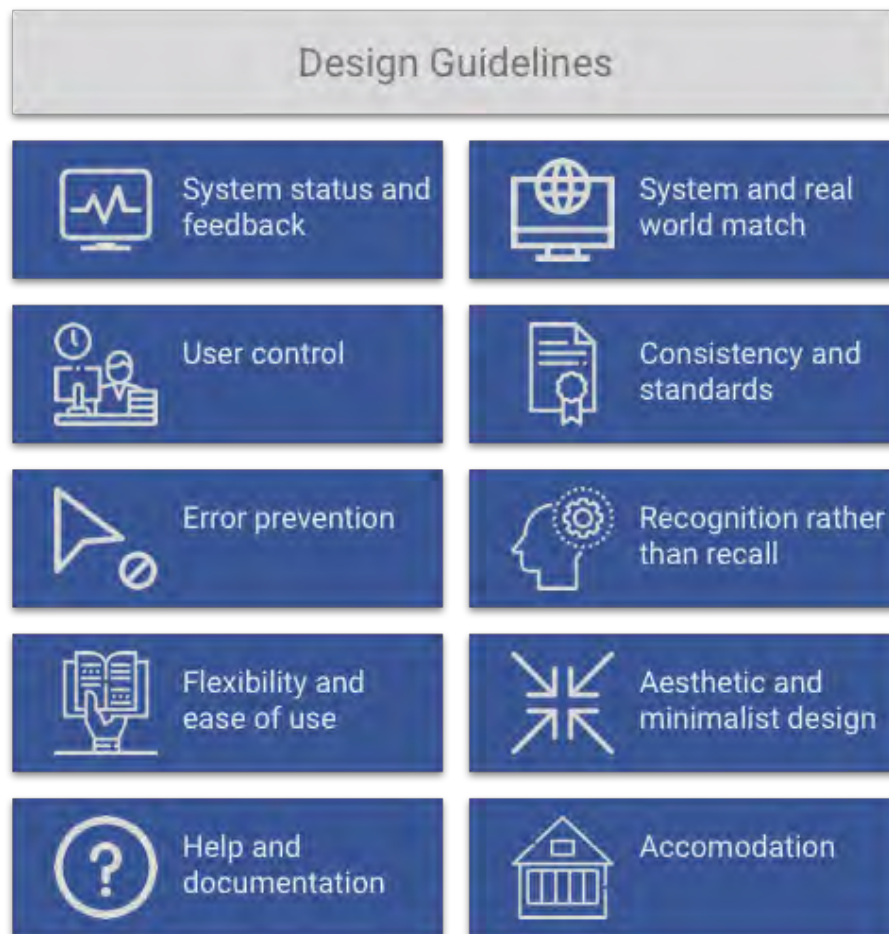 Design Guidelines
System status and
feedback
System and real
world match
User control
Consistency and
standards
Error prevention
Recognition rather
than recall
Flexibility and
ease of use
Aesthetic and
minimalist design
Help and
documentation
Accomodation